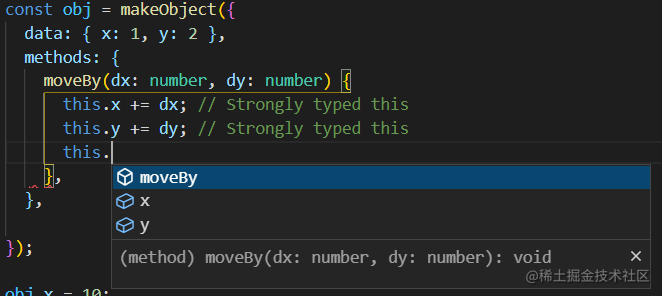 const obj = makeObject({
  data: { x: 1, y: 2 },
  methods: {
    moveBy(dx: number, dy: number) {
      this.x += dx; // Strongly typed this
      this.y += dy; // Strongly typed this
      this.
moveBy
x
y
(method) moveBy(dx: number, dy: number): void
    },
  },
});
obj.x = 10;
@稀土掘金技术社区